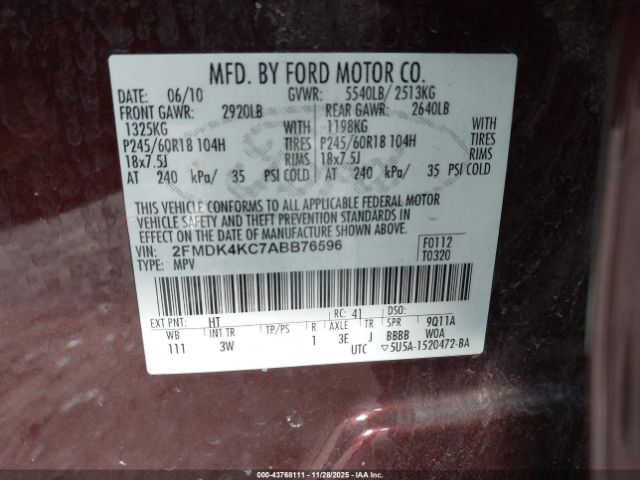 MFD. BY FORD MOTOR CO.
DATE: 06/10 GVWR: 5540LB/ 2513KG
FRONT GAWR: 2920LB REAR GAWR: 2640LB
1325KG WITH 1198KG WITH
P245/60R18 104H TIRES P245/60R18 104H TIRES
18x7.5J RIMS 18x7.5J RIMS
AT 240 kPa/ 35 PSI COLD AT 240 kPa/ 35 PSI COLD
THIS VEHICLE CONFORMS TO ALL APPLICABLE FEDERAL MOTOR
VEHICLE SAFETY AND THEFT PREVENTION STANDARDS IN
EFFECT ON THE DATE OF MANUFACTURE SHOWN ABOVE.
VIN: 2FMDK4KC7ABB76596 F0112
TYPE: MPV T0320
EXT PNT: HT RC: 41 DSO:
WB INT TR TP/PS R AXLE TR SPR 9Q11A
111 3W 1 3E J BBBB WOA
UTC ▽5U5A-1520472-BA
000-43768111 - 11/28/2025 - IAA Inc.